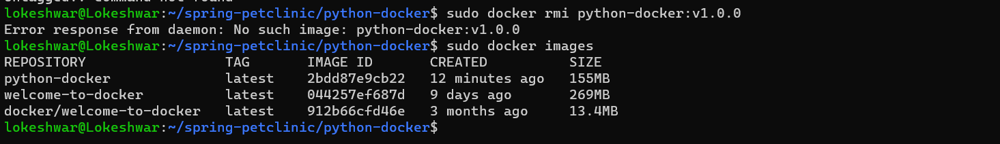 lokeshwar@Lokeshwar:~/spring-petclinic/python-docker$ sudo docker rmi python-docker:v1.0.0
Error response from daemon: No such image: python-docker:v1.0.0
lokeshwar@Lokeshwar:~/spring-petclinic/python-docker$ sudo docker images
REPOSITORY                 TAG       IMAGE ID       CREATED          SIZE
python-docker              latest    2bdd87e9cb22   12 minutes ago   155MB
welcome-to-docker          latest    044257ef687d   9 days ago       269MB
docker/welcome-to-docker   latest    912b66cfd46e   3 months ago     13.4MB
lokeshwar@Lokeshwar:~/spring-petclinic/python-docker$